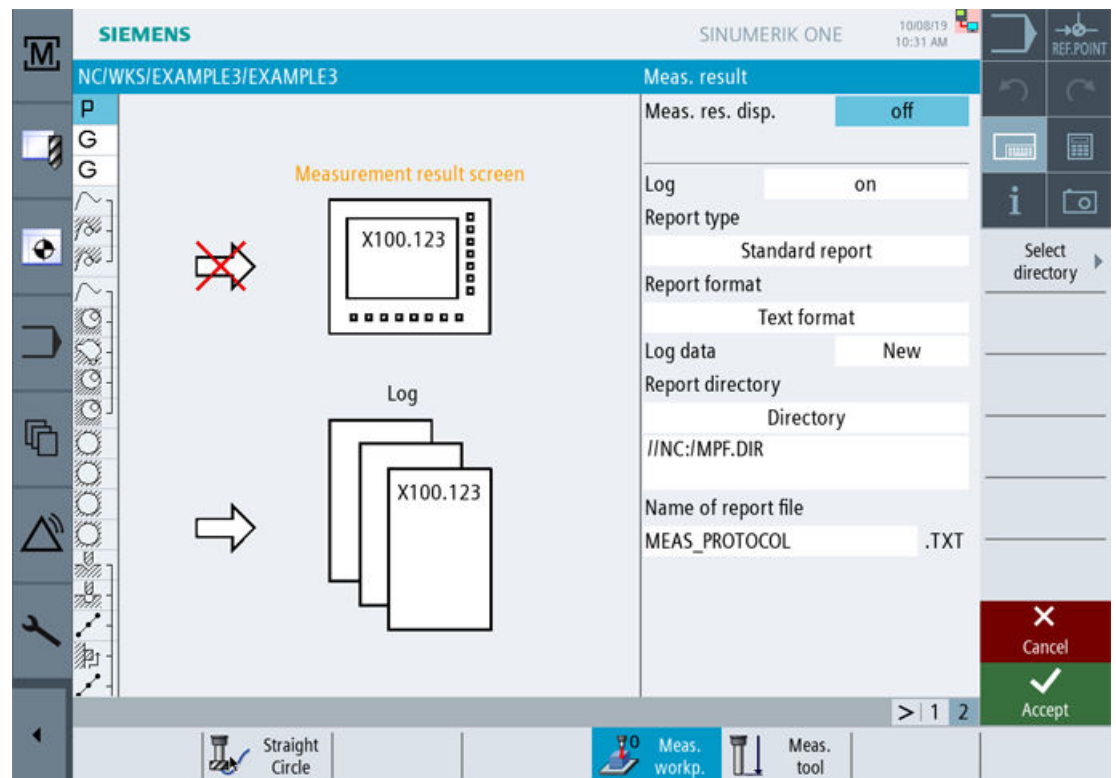 SIEMENS
SINUMERIK ONE
10/08/19
10:31 AM
M
REF.POINT
NC/WKS/EXAMPLE3/EXAMPLE3
Meas. result
P
G
G
Meas. res. disp.
off
Measurement result screen
X100.123
Log
on
Report type
Standard report
Report format
Text format
Log data
New
Report directory
Directory
//NC:/MPF.DIR
Name of report file
MEAS_PROTOCOL
.TXT
Log
X100.123
i
Select
directory
Cancel
Accept
> 1 2
Straight
Circle
0
Meas.
workp.
Meas.
tool